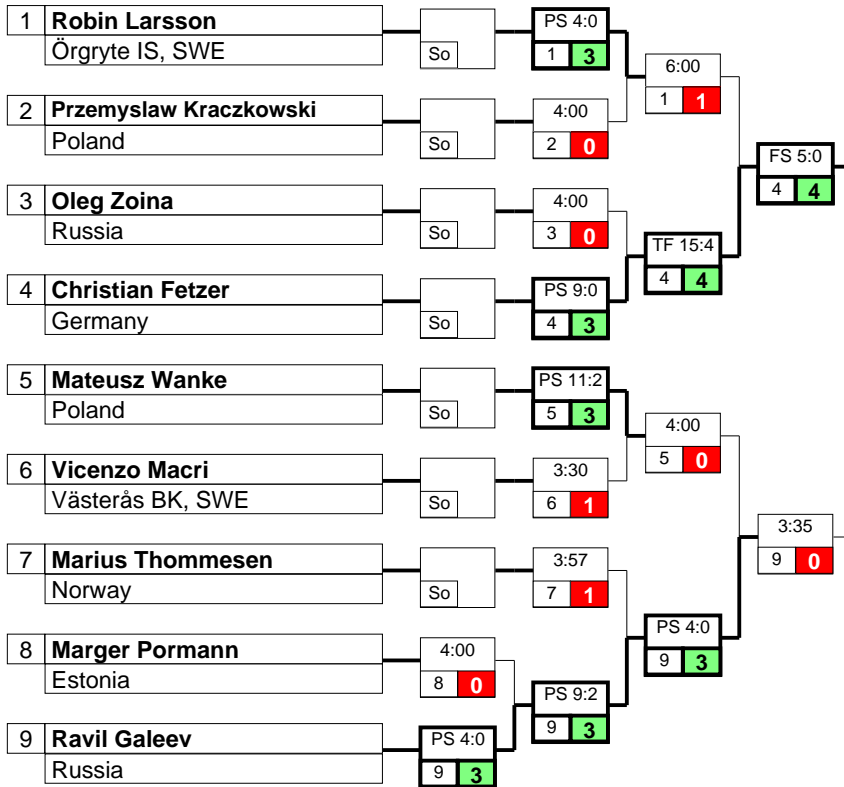 1 Robin Larsson
Örgryte IS, SWE
So
PS 4:0
1 3
6:00
1 1
2 Przemyslaw Kraczkowski
Poland
So
4:00
2 0
FS 5:0
4 4
3 Oleg Zoina
Russia
So
4:00
3 0
TF 15:4
4 4
4 Christian Fetzer
Germany
So
PS 9:0
4 3
5 Mateusz Wanke
Poland
So
PS 11:2
5 3
4:00
5 0
6 Vicenzo Macri
Västerås BK, SWE
So
3:30
6 1
3:35
9 0
7 Marius Thommesen
Norway
So
3:57
7 1
PS 4:0
9 3
8 Marger Pormann
Estonia
4:00
8 0
PS 9:2
9 3
9 Ravil Galeev
Russia
PS 4:0
9 3